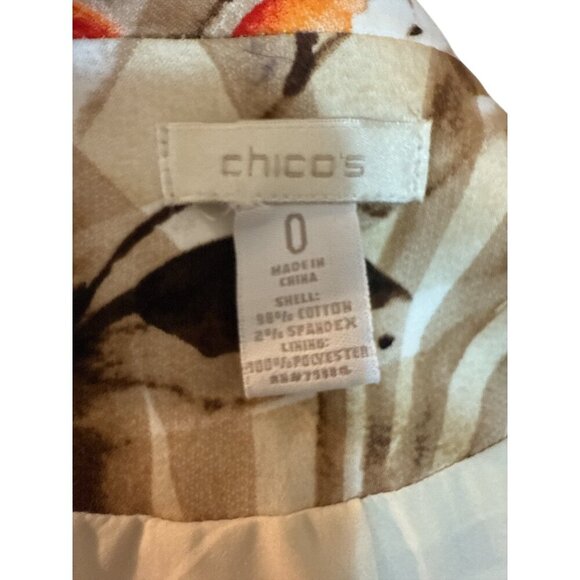 chico's
0
MADE IN
CHINA
SHELL:
98% COTTON
2% SPANDEX
LINING:
100% POLYESTER